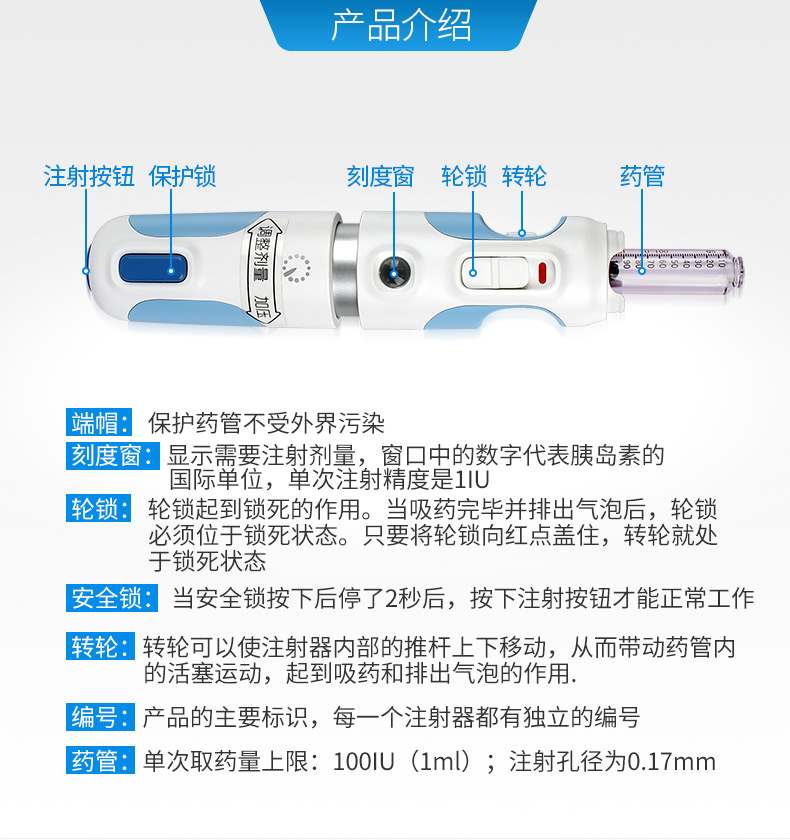 产品介绍
注射按钮 保护锁 刻度窗 轮锁 转轮 药管
调整剂量 加压
90 80 70 60 50 40 30 20 10
端帽： 保护药管不受外界污染
刻度窗： 显示需要注射剂量，窗口中的数字代表胰岛素的
国际单位，单次注射精度是1IU
轮锁： 轮锁起到锁死的作用。当吸药完毕并排出气泡后，轮锁
必须位于锁死状态。只要将轮锁向红点盖住，转轮就处
于锁死状态
安全锁： 当安全锁按下后停了2秒后，按下注射按钮才能正常工作
转轮： 转轮可以使注射器内部的推杆上下移动，从而带动药管内
的活塞运动，起到吸药和排出气泡的作用.
编号： 产品的主要标识，每一个注射器都有独立的编号
药管： 单次取药量上限：100IU（1ml）；注射孔径为0.17mm